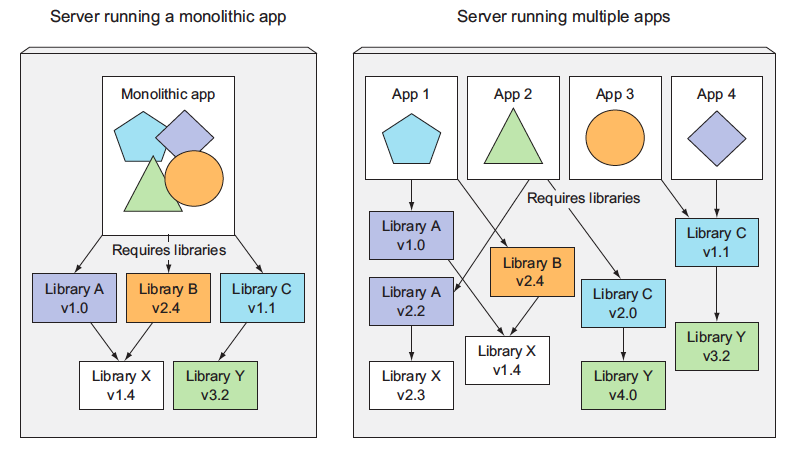 Server running a monolithic app
Monolithic app
Requires libraries
Library A
v1.0
Library B
v2.4
Library C
v1.1
Library X
v1.4
Library Y
v3.2
Server running multiple apps
App 1
App 2
App 3
App 4
Requires libraries
Library A
v1.0
Library C
v1.1
Library B
v2.4
Library A
v2.2
Library C
v2.0
Library Y
v3.2
Library X
v1.4
Library X
v2.3
Library Y
v4.0